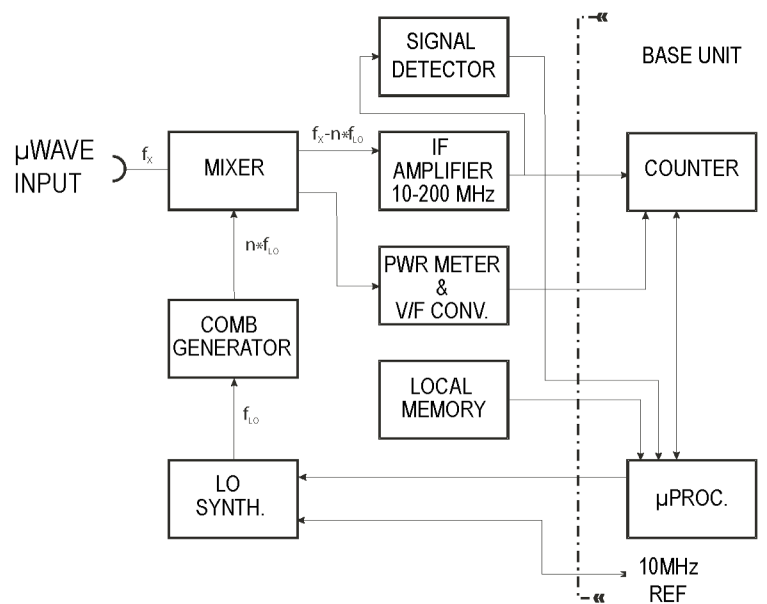 SIGNAL
DETECTOR
BASE UNIT
µWAVE
INPUT
fX
MIXER
fX-n*fLO
IF
AMPLIFIER
10-200 MHz
COUNTER
n*fLO
PWR METER
&
V/F CONV.
COMB
GENERATOR
LOCAL
MEMORY
fLO
LO
SYNTH.
µPROC.
10MHz
REF